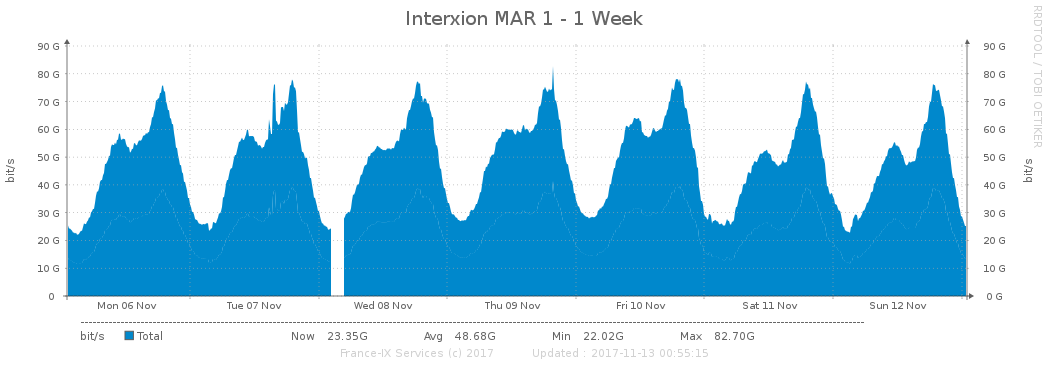 Interxion MAR 1 - 1 Week
RRDTOOL / TOBI OETIKER
90 G 90 G
80 G 80 G
70 G 70 G
60 G 60 G
50 G 50 G
40 G 40 G
30 G 30 G
20 G 20 G
10 G 10 G
0 0 G
bit/s
bit/s
Mon 06 Nov Tue 07 Nov Wed 08 Nov Thu 09 Nov Fri 10 Nov Sat 11 Nov Sun 12 Nov
bit/s Total Now 23.35G Avg 48.68G Min 22.02G Max 82.70G
France-IX Services (c) 2017 Updated : 2017-11-13 00:55:15